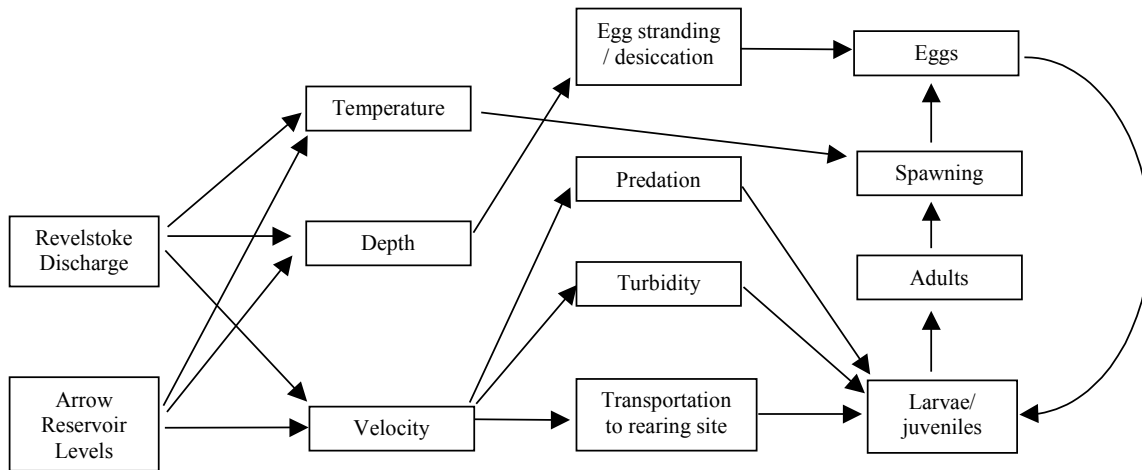 Egg stranding
/ desiccation
Eggs
Temperature
Predation
Spawning
Revelstoke
Discharge
Depth
Turbidity
Adults
Arrow
Reservoir
Levels
Velocity
Transportation
to rearing site
Larvae/
juveniles